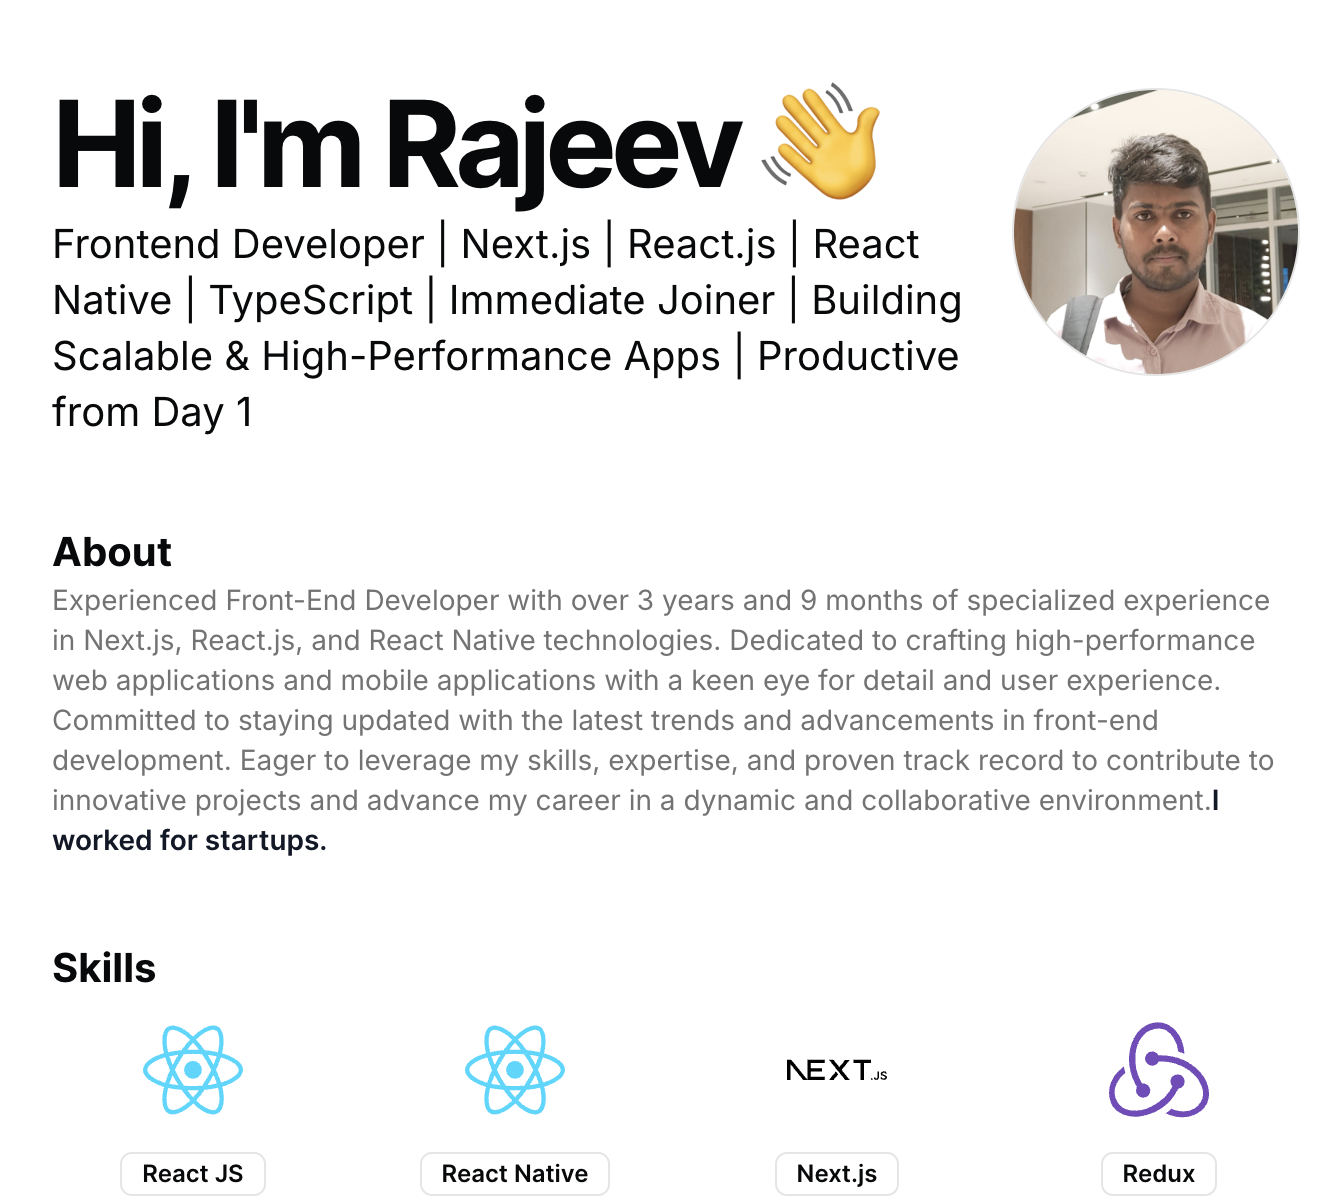 Hi, I'm Rajeev 👋
Frontend Developer | Next.js | React.js | React
Native | TypeScript | Immediate Joiner | Building
Scalable & High-Performance Apps | Productive
from Day 1
About
Experienced Front-End Developer with over 3 years and 9 months of specialized experience
in Next.js, React.js, and React Native technologies. Dedicated to crafting high-performance
web applications and mobile applications with a keen eye for detail and user experience.
Committed to staying updated with the latest trends and advancements in front-end
development. Eager to leverage my skills, expertise, and proven track record to contribute to
innovative projects and advance my career in a dynamic and collaborative environment.I
worked for startups.
Skills
NEXT.JS
React JS
React Native
Next.js
Redux